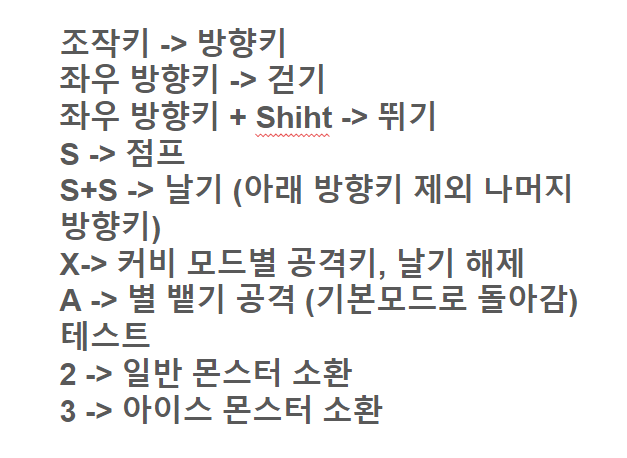 조작키 -> 방향키
좌우 방향키 -> 걷기
좌우 방향키 + Shiht -> 뛰기
S -> 점프
S+S -> 날기 (아래 방향키 제외 나머지
방향키)
X-> 커비 모드별 공격키, 날기 해제
A -> 별 뱉기 공격 (기본모드로 돌아감)
테스트
2 -> 일반 몬스터 소환
3 -> 아이스 몬스터 소환